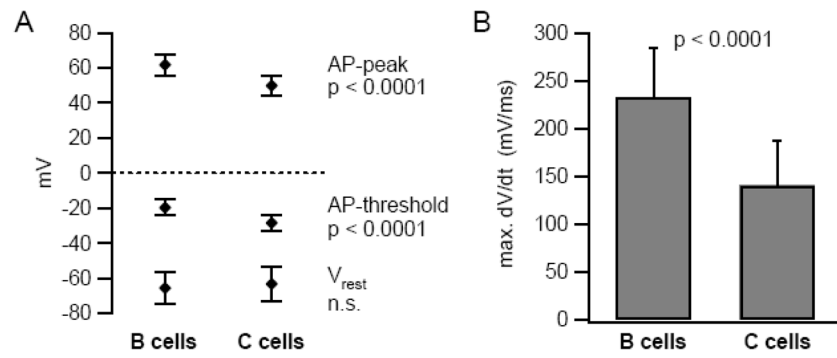 A
80
60
40
20
0
-20
-40
-60
-80
mV
AP-peak
p < 0.0001
AP-threshold
p < 0.0001
Vrest
n.s.
B cells C cells
B
300
250
200
150
100
50
0
max. dV/dt (mV/ms)
p < 0.0001
B cells C cells